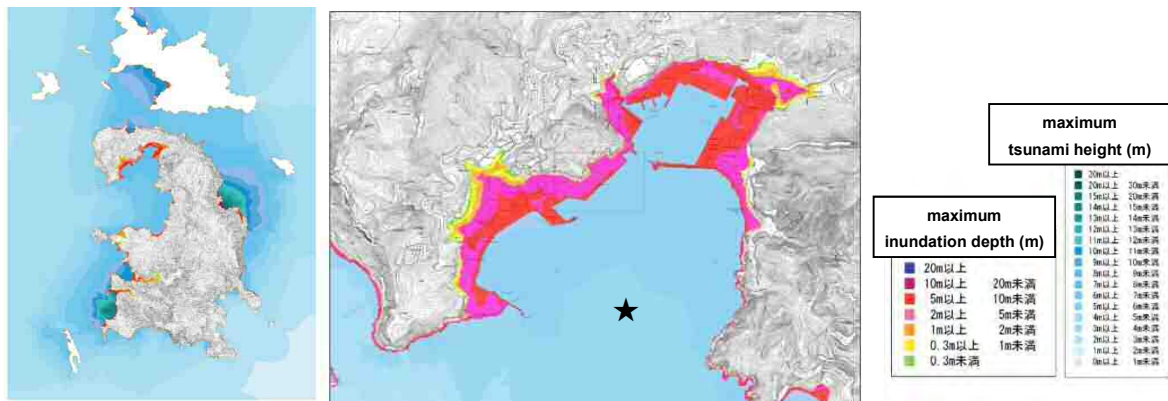 maximum
tsunami height (m)
20m以上
20m以上 30m未満
15m以上 20m未満
14m以上 15m未満
13m以上 14m未満
12m以上 13m未満
11m以上 12m未満
10m以上 11m未満
9m以上 10m未満
8m以上 9m未満
7m以上 8m未満
6m以上 7m未満
5m以上 6m未満
4m以上 5m未満
3m以上 4m未満
2m以上 3m未満
1m以上 2m未満
0m以上 1m未満
maximum
inundation depth (m)
20m以上
10m以上 20m未満
5m以上 10m未満
2m以上 5m未満
1m以上 2m未満
0.3m以上 1m未満
0.3m未満